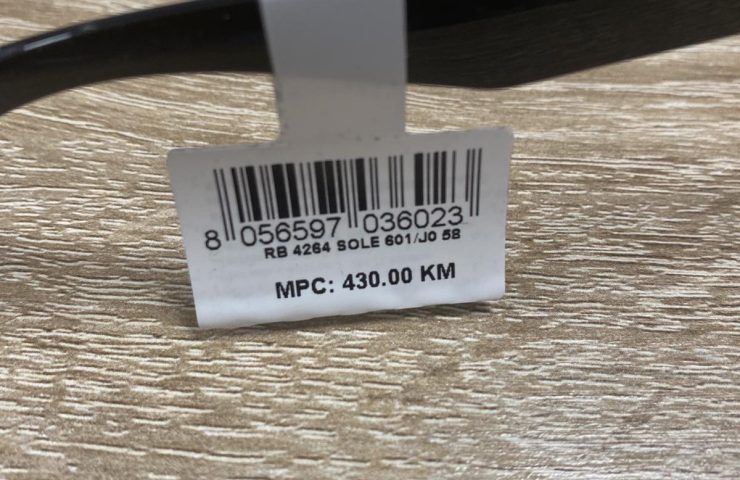 8 056597 036023
RB 4264 SOLE 601/J0 58
MPC: 430.00 KM